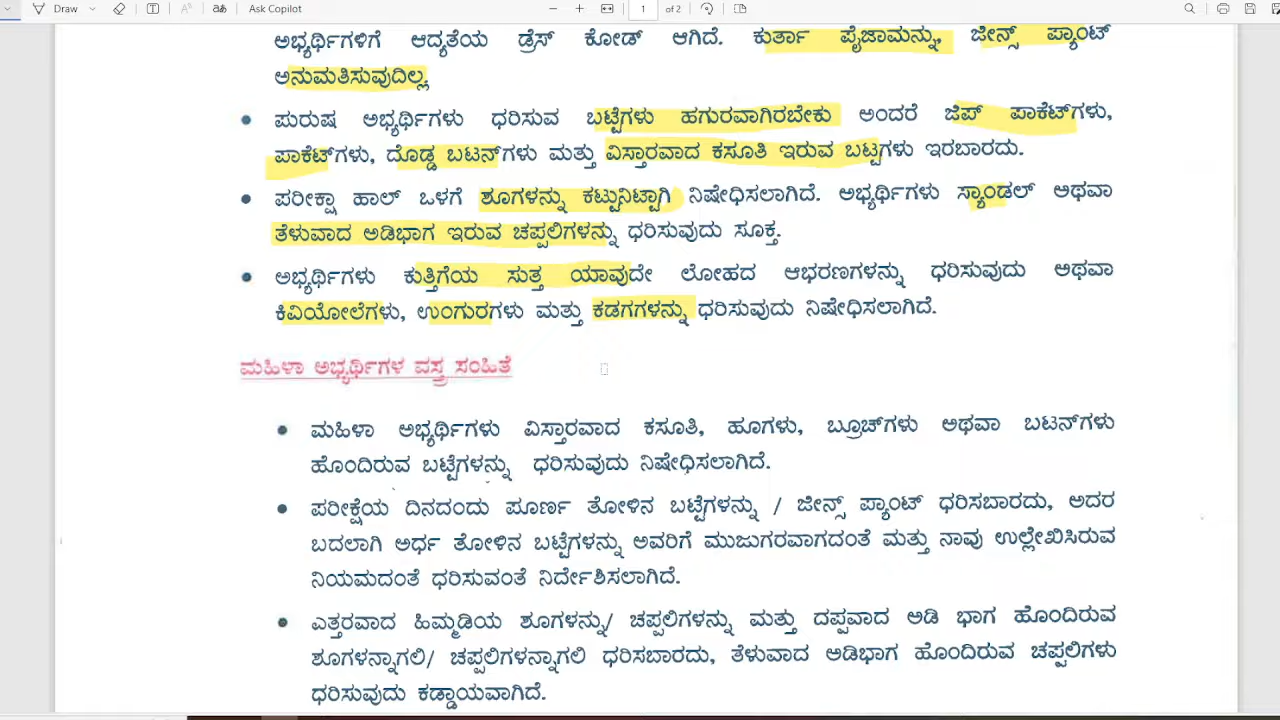 Draw
Ask Copilot
1 of 2
ಅಭ್ಯರ್ಥಿಗಳಿಗೆ ಆದ್ಯತೆಯ ಡ್ರೆಸ್ ಕೋಡ್ ಆಗಿದೆ. ಕುರ್ತಾ ಪೈಜಾಮನ್ನು, ಜೀನ್ಸ್ ಪ್ಯಾಂಟ್
ಅನುಮತಿಸುವುದಿಲ್ಲ.
• ಪುರುಷ ಅಭ್ಯರ್ಥಿಗಳು ಧರಿಸುವ ಬಟ್ಟೆಗಳು ಹಗುರವಾಗಿರಬೇಕು ಅಂದರೆ ಜಿಪ್ ಪಾಕೆಟ್‌ಗಳು,
ಪಾಕೆಟ್‌ಗಳು, ದೊಡ್ಡ ಬಟನ್‌ಗಳು ಮತ್ತು ವಿಸ್ತಾರವಾದ ಕಸೂತಿ ಇರುವ ಬಟ್ಟಗಳು ಇರಬಾರದು.
• ಪರೀಕ್ಷಾ ಹಾಲ್ ಒಳಗೆ ಶೂಗಳನ್ನು ಕಟ್ಟುನಿಟ್ಟಾಗಿ ನಿಷೇಧಿಸಲಾಗಿದೆ. ಅಭ್ಯರ್ಥಿಗಳು ಸ್ಯಾಂಡಲ್ ಅಥವಾ
ತೆಳುವಾದ ಅಡಿಭಾಗ ಇರುವ ಚಪ್ಪಲಿಗಳನ್ನು ಧರಿಸುವುದು ಸೂಕ್ತ.
• ಅಭ್ಯರ್ಥಿಗಳು ಕುತ್ತಿಗೆಯ ಸುತ್ತ ಯಾವುದೇ ಲೋಹದ ಆಭರಣಗಳನ್ನು ಧರಿಸುವುದು ಅಥವಾ
ಕಿವಿಯೋಲೆಗಳು, ಉಂಗುರಗಳು ಮತ್ತು ಕಡಗಗಳನ್ನು ಧರಿಸುವುದು ನಿಷೇಧಿಸಲಾಗಿದೆ.
ಮಹಿಳಾ ಅಭ್ಯರ್ಥಿಗಳ ವಸ್ತ್ರ ಸಂಹಿತೆ
• ಮಹಿಳಾ ಅಭ್ಯರ್ಥಿಗಳು ವಿಸ್ತಾರವಾದ ಕಸೂತಿ, ಹೂಗಳು, ಬ್ರೂಚ್‌ಗಳು ಅಥವಾ ಬಟನ್‌ಗಳು
ಹೊಂದಿರುವ ಬಟ್ಟೆಗಳನ್ನು ಧರಿಸುವುದು ನಿಷೇಧಿಸಲಾಗಿದೆ.
• ಪರೀಕ್ಷೆಯ ದಿನದಂದು ಪೂರ್ಣ ತೋಳಿನ ಬಟ್ಟೆಗಳನ್ನು / ಜೀನ್ಸ್ ಪ್ಯಾಂಟ್ ಧರಿಸಬಾರದು, ಅದರ
ಬದಲಾಗಿ ಅರ್ಧ ತೋಳಿನ ಬಟ್ಟೆಗಳನ್ನು ಅವರಿಗೆ ಮುಜುಗರವಾಗದಂತೆ ಮತ್ತು ನಾವು ಉಲ್ಲೇಖಿಸಿರುವ
ನಿಯಮದಂತೆ ಧರಿಸುವಂತೆ ನಿರ್ದೇಶಿಸಲಾಗಿದೆ.
• ಎತ್ತರವಾದ ಹಿಮ್ಮಡಿಯ ಶೂಗಳನ್ನು/ ಚಪ್ಪಲಿಗಳನ್ನು ಮತ್ತು ದಪ್ಪವಾದ ಅಡಿ ಭಾಗ ಹೊಂದಿರುವ
ಶೂಗಳನ್ನಾಗಲಿ/ ಚಪ್ಪಲಿಗಳನ್ನಾಗಲಿ ಧರಿಸಬಾರದು, ತೆಳುವಾದ ಅಡಿಭಾಗ ಹೊಂದಿರುವ ಚಪ್ಪಲಿಗಳು
ಧರಿಸುವುದು ಕಡ್ಡಾಯವಾಗಿದೆ.